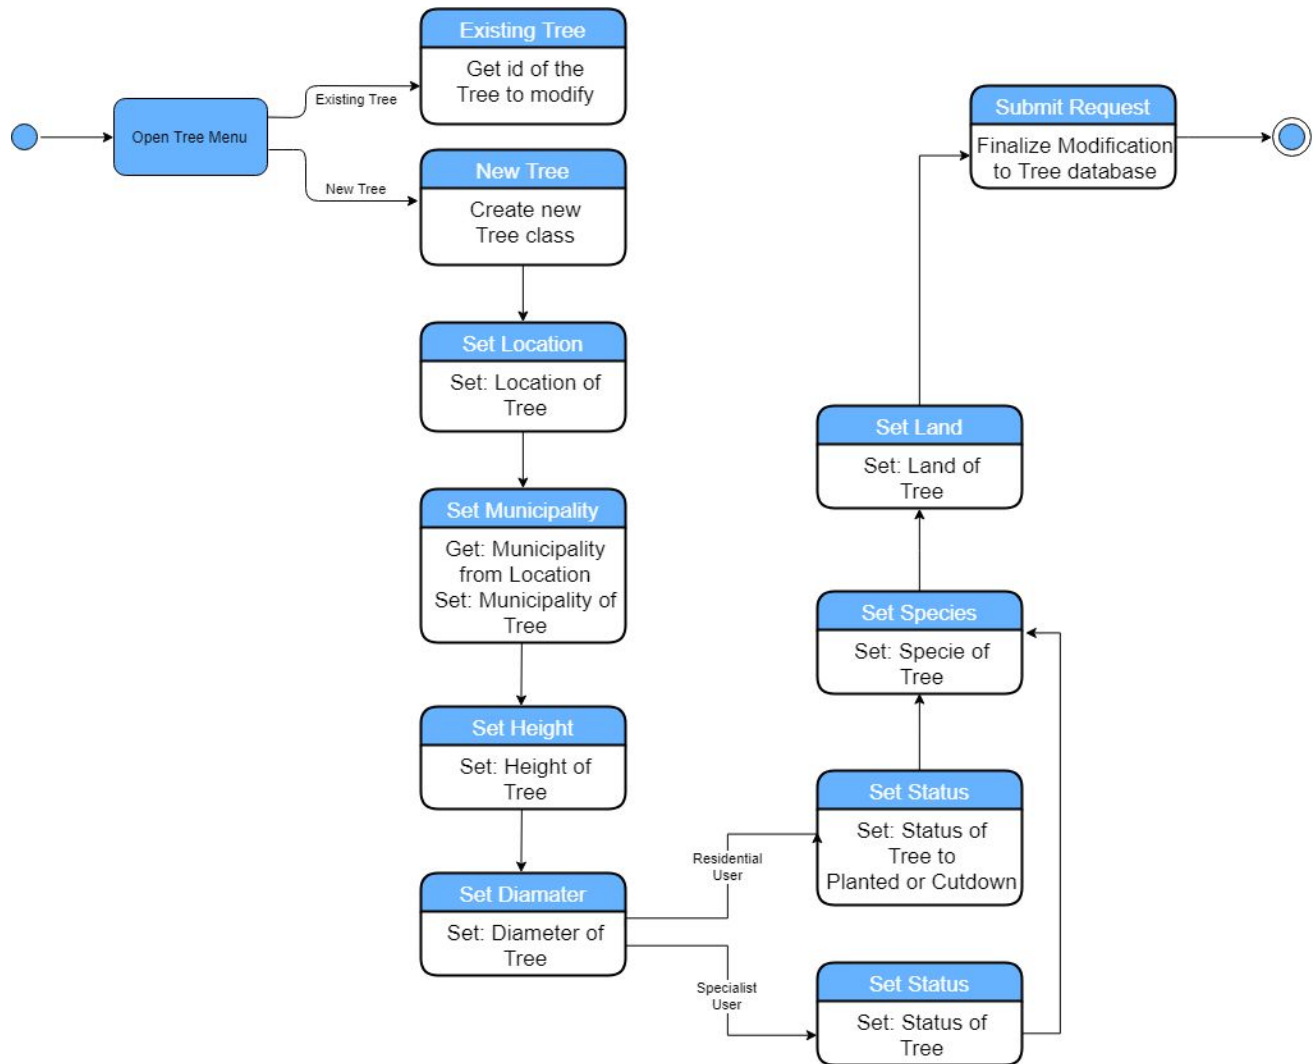 Open Tree Menu
Existing Tree
New Tree
Existing Tree
Get id of the
Tree to modify
New Tree
Create new
Tree class
Set Location
Set: Location of
Tree
Set Municipality
Get: Municipality
from Location
Set: Municipality of
Tree
Set Height
Set: Height of
Tree
Set Diamater
Set: Diameter of
Tree
Residential
User
Specialist
User
Set Status
Set: Status of
Tree to
Planted or Cutdown
Set Status
Set: Status of
Tree
Set Species
Set: Specie of
Tree
Set Land
Set: Land of
Tree
Submit Request
Finalize Modification
to Tree database